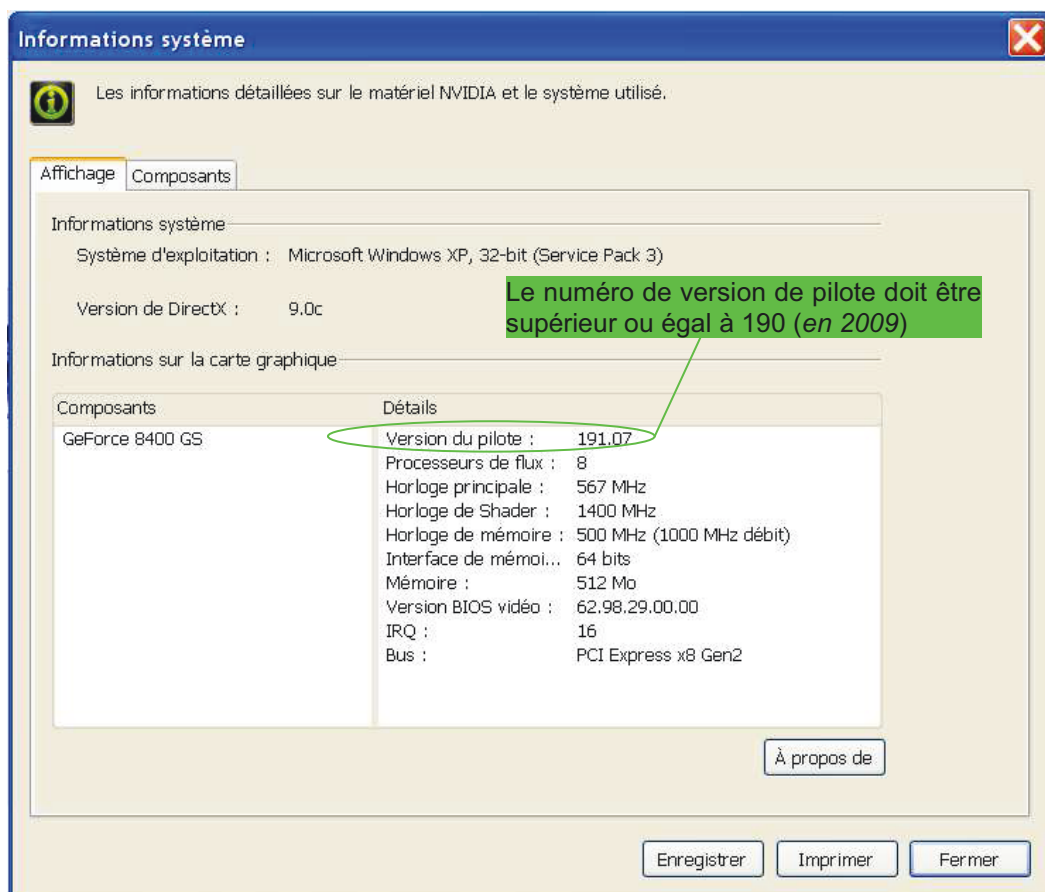 Informations système
Les informations détaillées sur le matériel NVIDIA et le système utilisé.
Affichage
Composants
Informations système
Système d'exploitation : Microsoft Windows XP, 32-bit (Service Pack 3)
Version de DirectX : 9.0c
Le numéro de version de pilote doit être
supérieur ou égal à 190 (en 2009)
Informations sur la carte graphique
Composants
Détails
GeForce 8400 GS
Version du pilote : 191.07
Processeurs de flux : 8
Horloge principale : 567 MHz
Horloge de Shader : 1400 MHz
Horloge de mémoire : 500 MHz (1000 MHz débit)
Interface de mémoi... 64 bits
Mémoire : 512 Mo
Version BIOS vidéo : 62.98.29.00.00
IRQ : 16
Bus : PCI Express x8 Gen2
À propos de
Enregistrer
Imprimer
Fermer